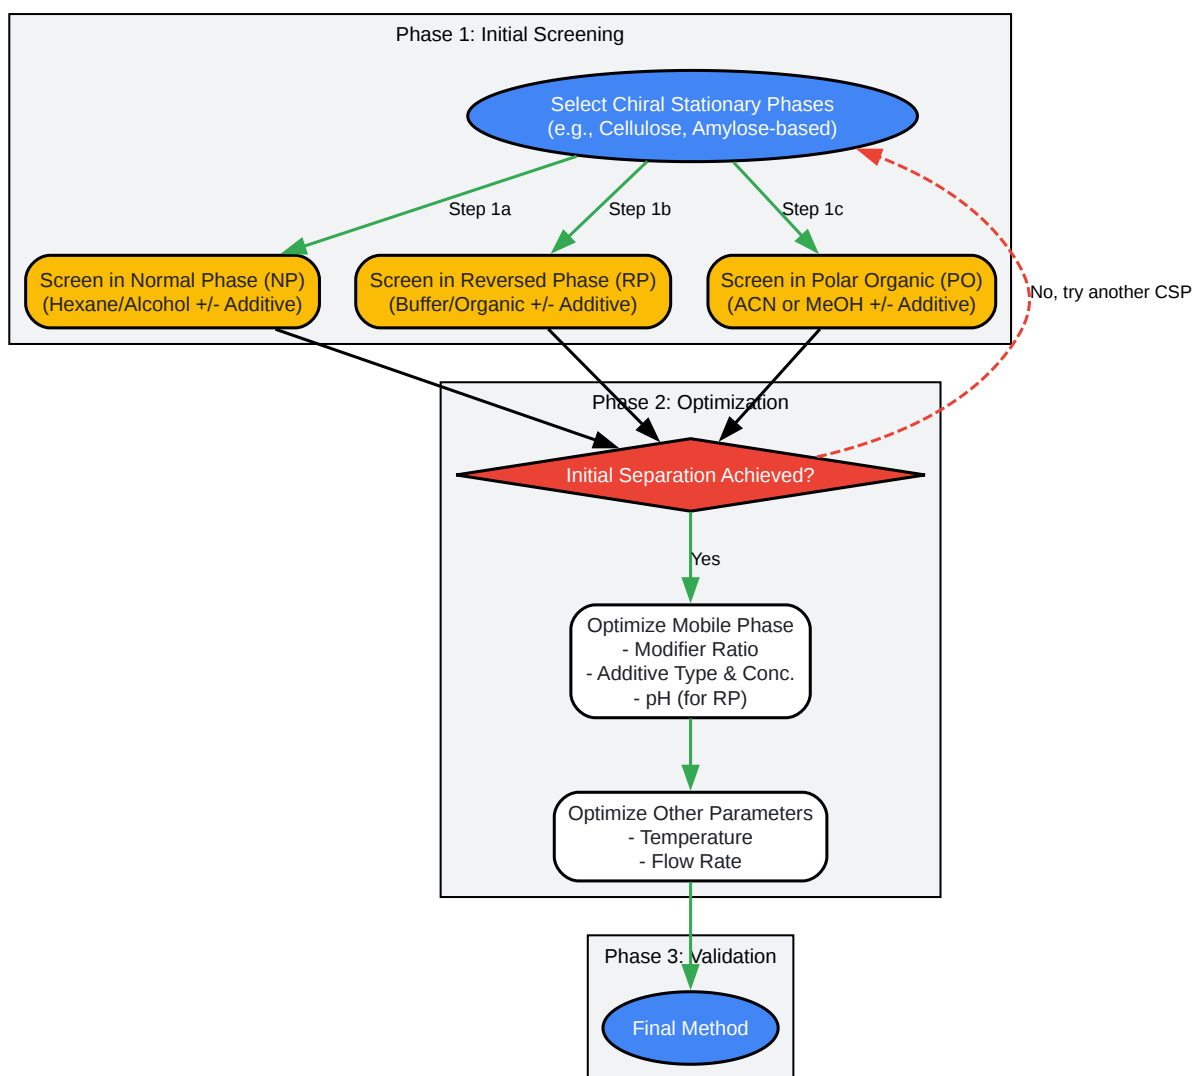 Phase 1: Initial Screening
Select Chiral Stationary Phases
(e.g., Cellulose, Amylose-based)
Step 1a
Step 1b
Step 1c
Screen in Normal Phase (NP)
(Hexane/Alcohol +/- Additive)
Screen in Reversed Phase (RP)
(Buffer/Organic +/- Additive)
Screen in Polar Organic (PO)
(ACN or MeOH +/- Additive)
No, try another CSP
Phase 2: Optimization
Initial Separation Achieved?
Yes
Optimize Mobile Phase
- Modifier Ratio
- Additive Type & Conc.
- pH (for RP)
Optimize Other Parameters
- Temperature
- Flow Rate
Phase 3: Validation
Final Method